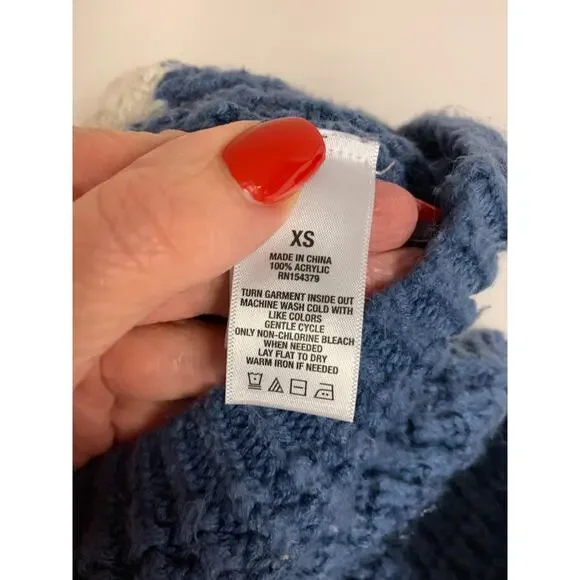 XS
MADE IN CHINA
100% ACRYLIC
RN154379
TURN GARMENT INSIDE OUT
MACHINE WASH COLD WITH
LIKE COLORS
GENTLE CYCLE
ONLY NON-CHLORINE BLEACH
WHEN NEEDED
LAY FLAT TO DRY
WARM IRON IF NEEDED